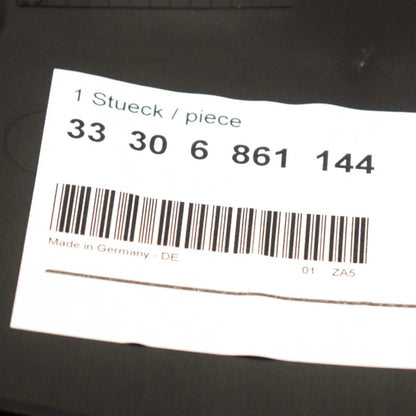 1 Stueck / piece
33 30 6 861 144
Made in Germany - DE 01 ZA5